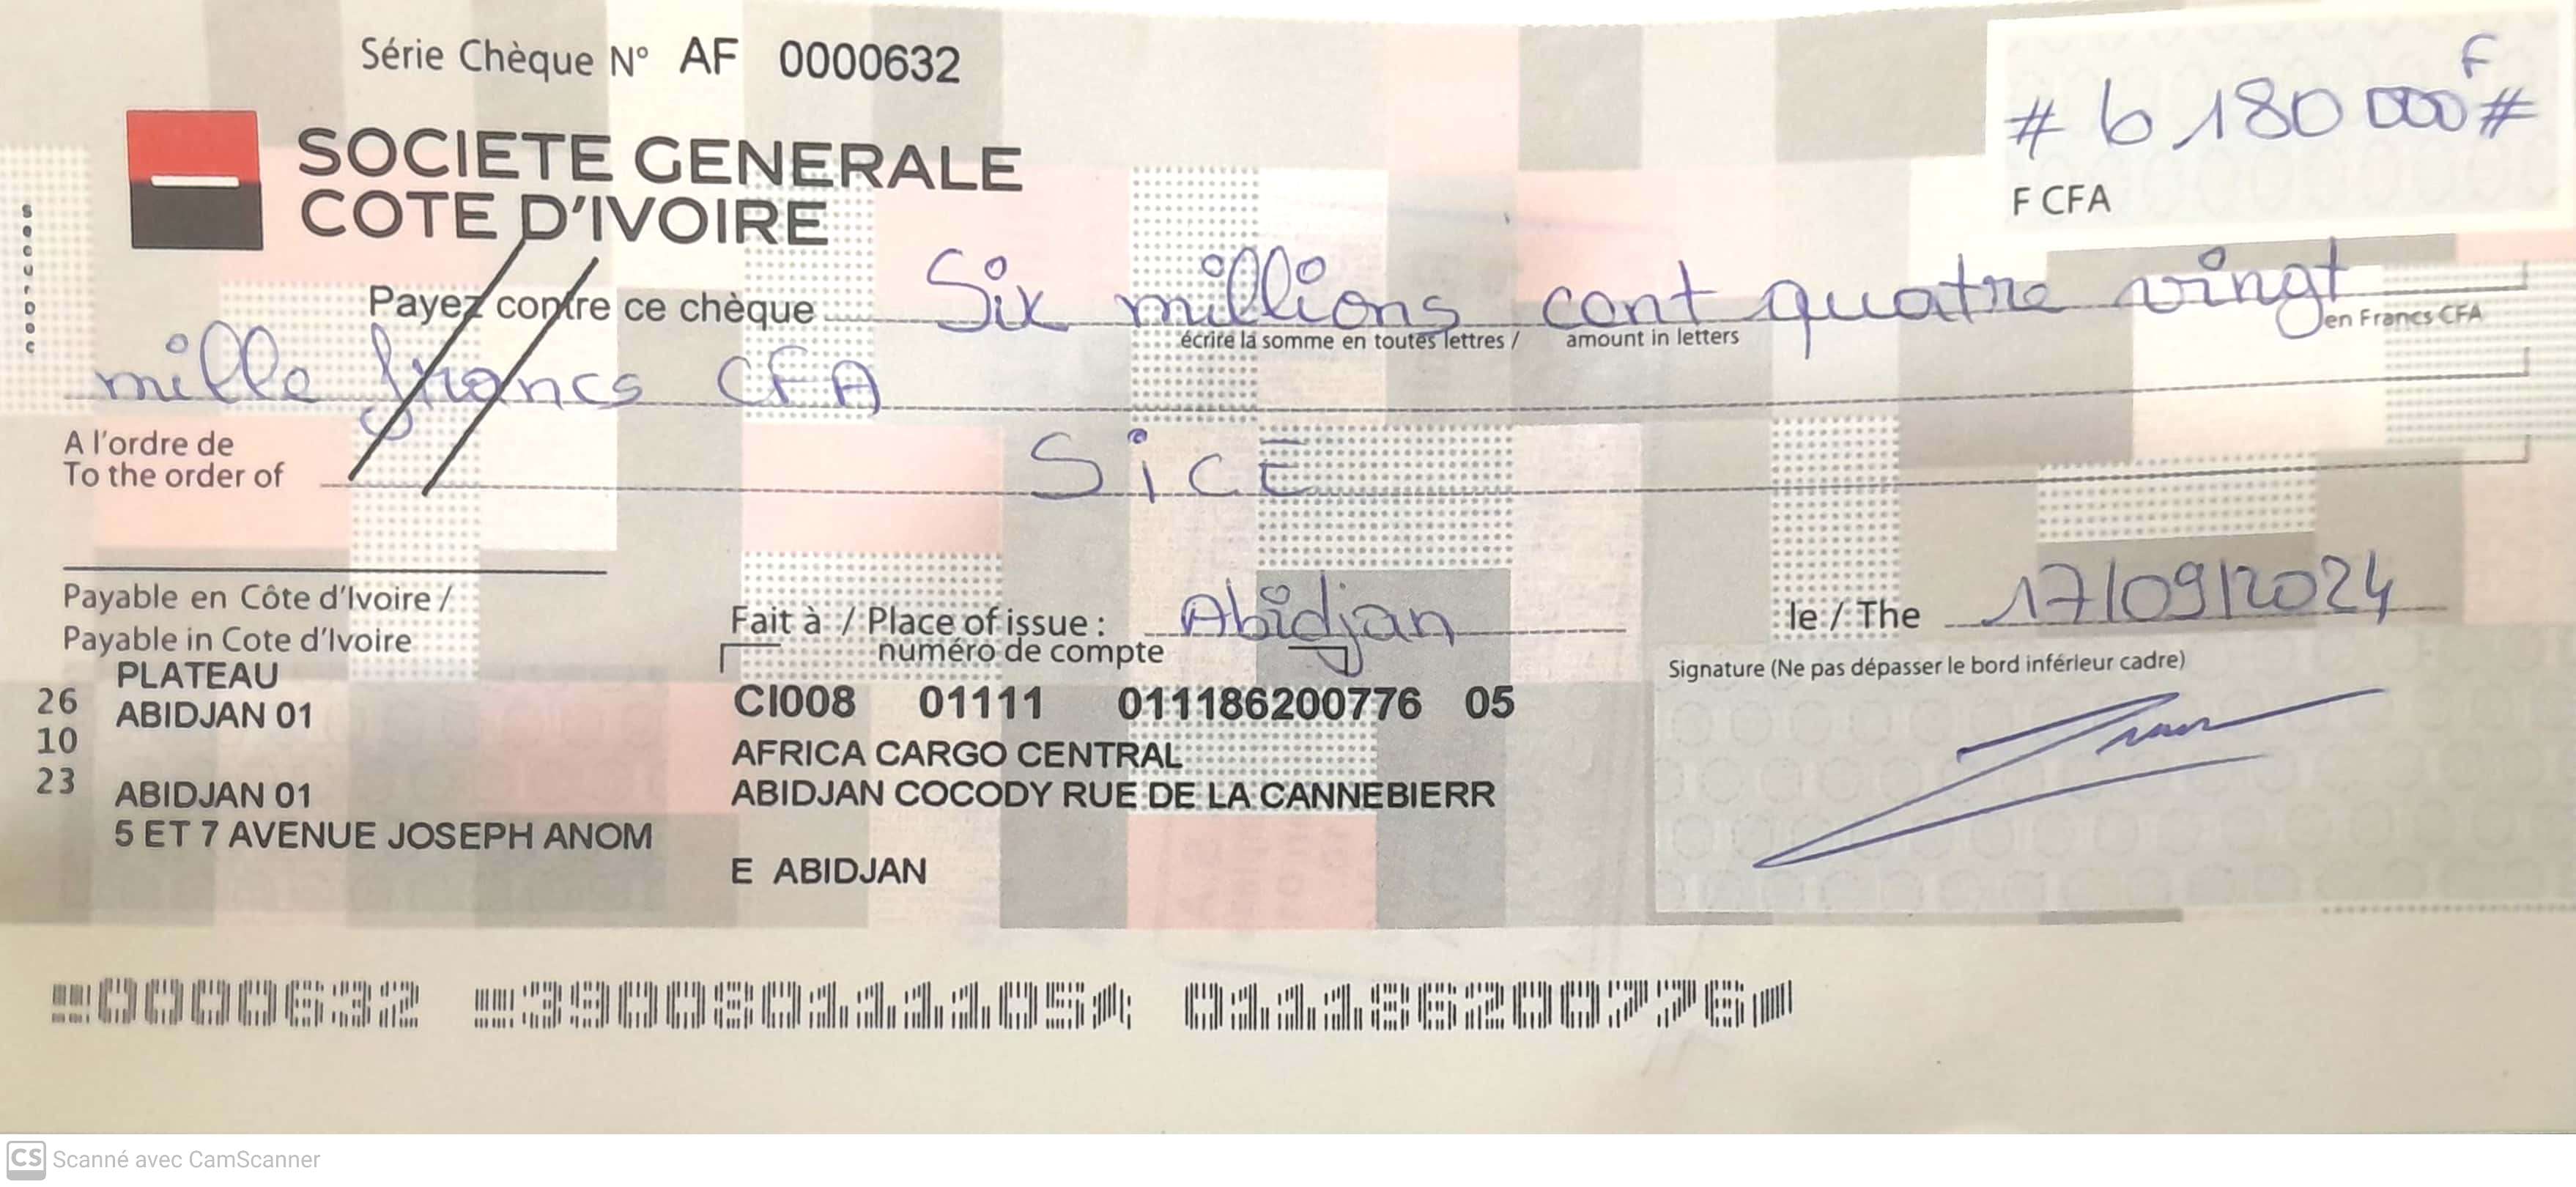 Série Chèque N° AF 0000632
# 6 180 000 F #
F CFA
SOCIETE GENERALE
COTE D'IVOIRE
securdoc
Payez contre ce chèque Six millions cent quatre vingt
écrire la somme en toutes lettres / amount in letters
en Francs CFA
mille francs CFA
A l'ordre de
To the order of
SiCE
Payable en Côte d'Ivoire /
Payable in Cote d'Ivoire
Fait à / Place of issue : Abidjan
le / The 17/09/2024
numéro de compte
Signature (Ne pas dépasser le bord inférieur cadre)
PLATEAU
26 ABIDJAN 01
10
23 ABIDJAN 01
5 ET 7 AVENUE JOSEPH ANOM
CI008 01111 011186200776 05
AFRICA CARGO CENTRAL
ABIDJAN COCODY RUE DE LA CANNEBIERR
E ABIDJAN
0000632 390080111105 011186200776
CS Scanné avec CamScanner